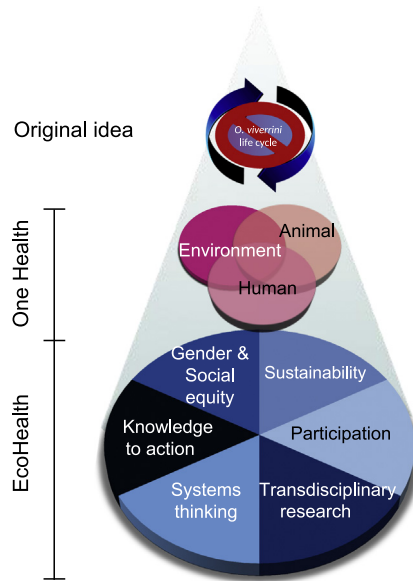 Original idea
O. viverrini
life cycle
One Health
Animal
Environment
Human
EcoHealth
Gender &
Social
equity
Sustainability
Knowledge
to action
Participation
Systems
thinking
Transdisciplinary
research